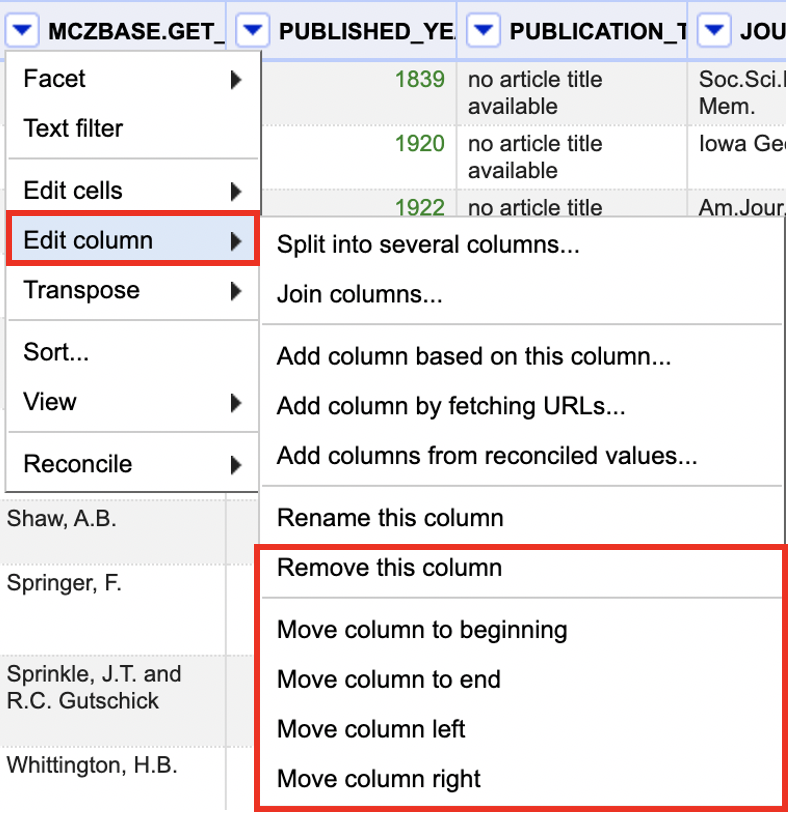 MCZBASE.GET_ PUBLISHED_YE PUBLICATION_T JOU
Facet
Text filter
Edit cells
Edit column
Transpose
Sort...
View
Reconcile
1839 no article title Soc.Sci.
available Mem.
1920 no article title Iowa Ge
available
1922 no article title Am.Jour.
Split into several columns...
Join columns...
Add column based on this column...
Add column by fetching URLs...
Add columns from reconciled values...
Rename this column
Remove this column
Move column to beginning
Move column to end
Move column left
Move column right
Shaw, A.B.
Springer, F.
Sprinkle, J.T. and
R.C. Gutschick
Whittington, H.B.